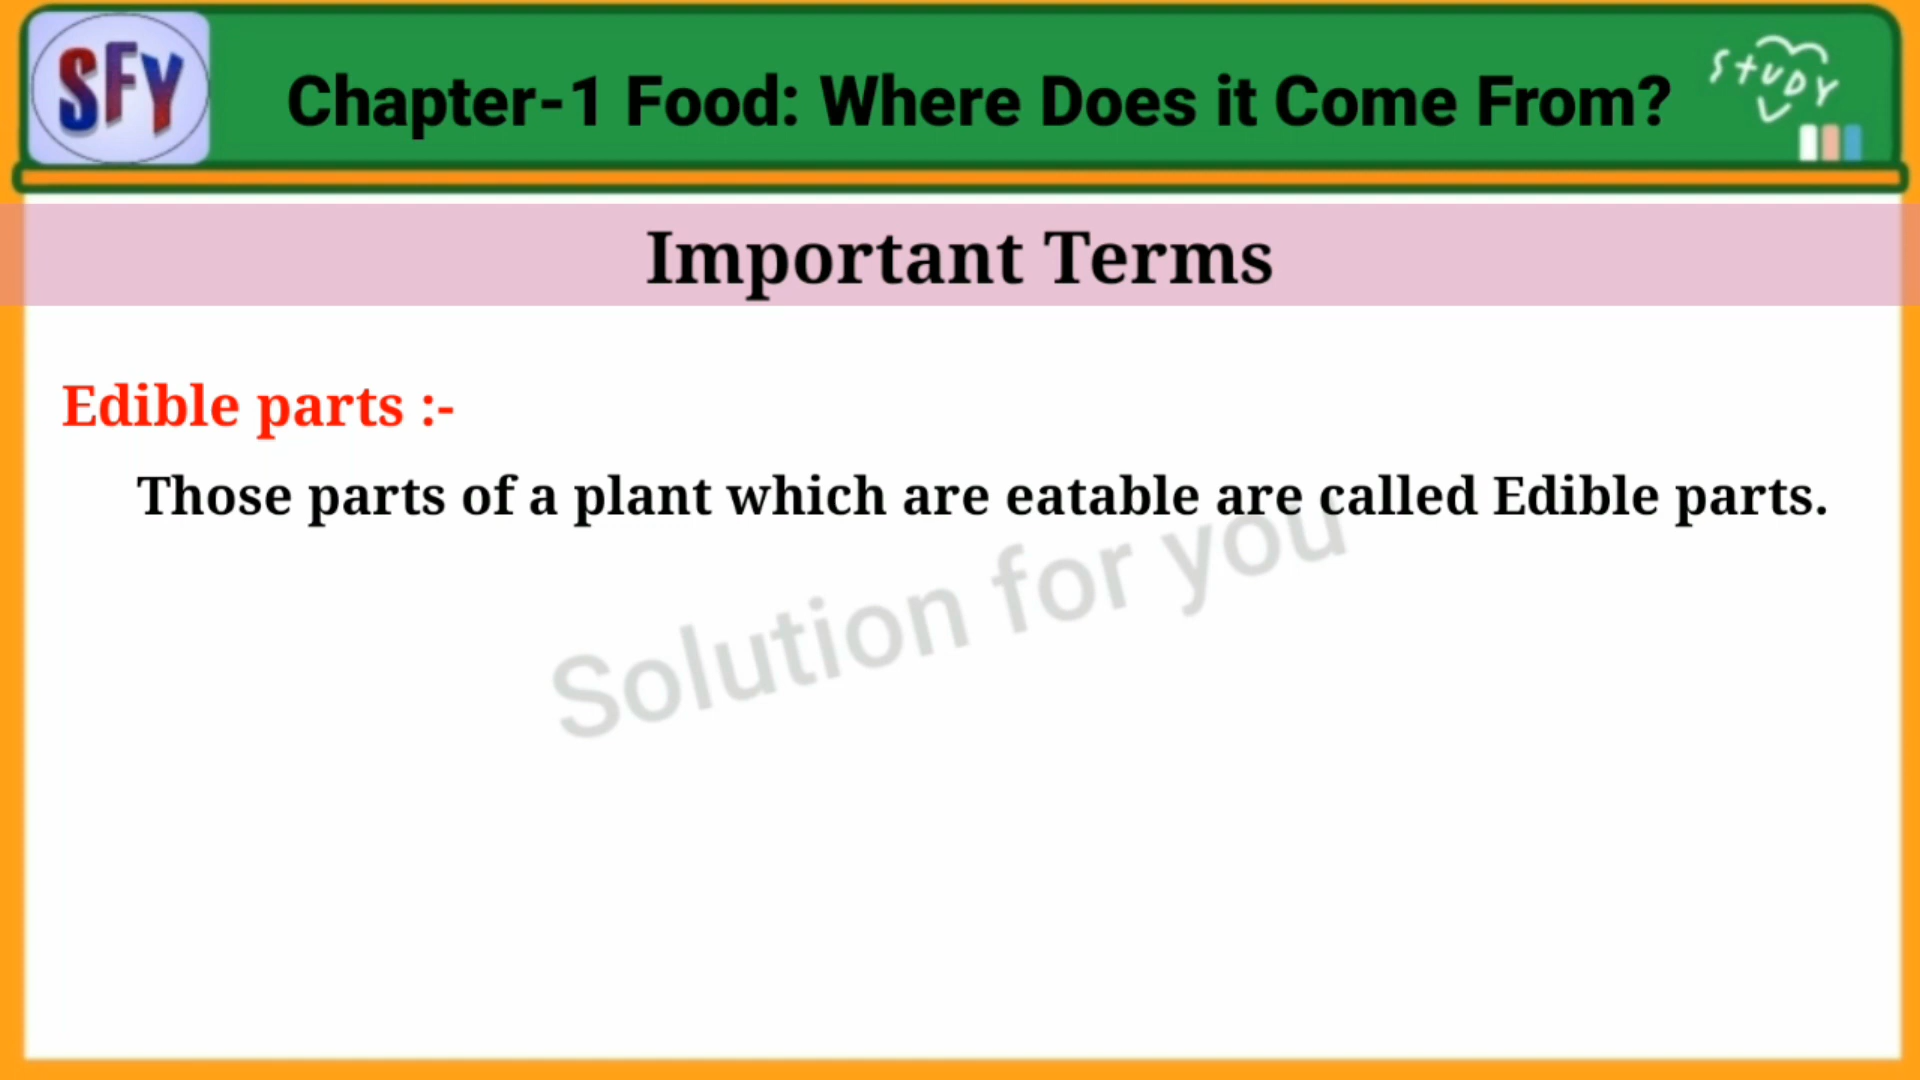 SFY
Chapter-1 Food: Where Does it Come From?
STUDY
Important Terms
Edible parts :-
Those parts of a plant which are eatable are called Edible parts.
Solution for you